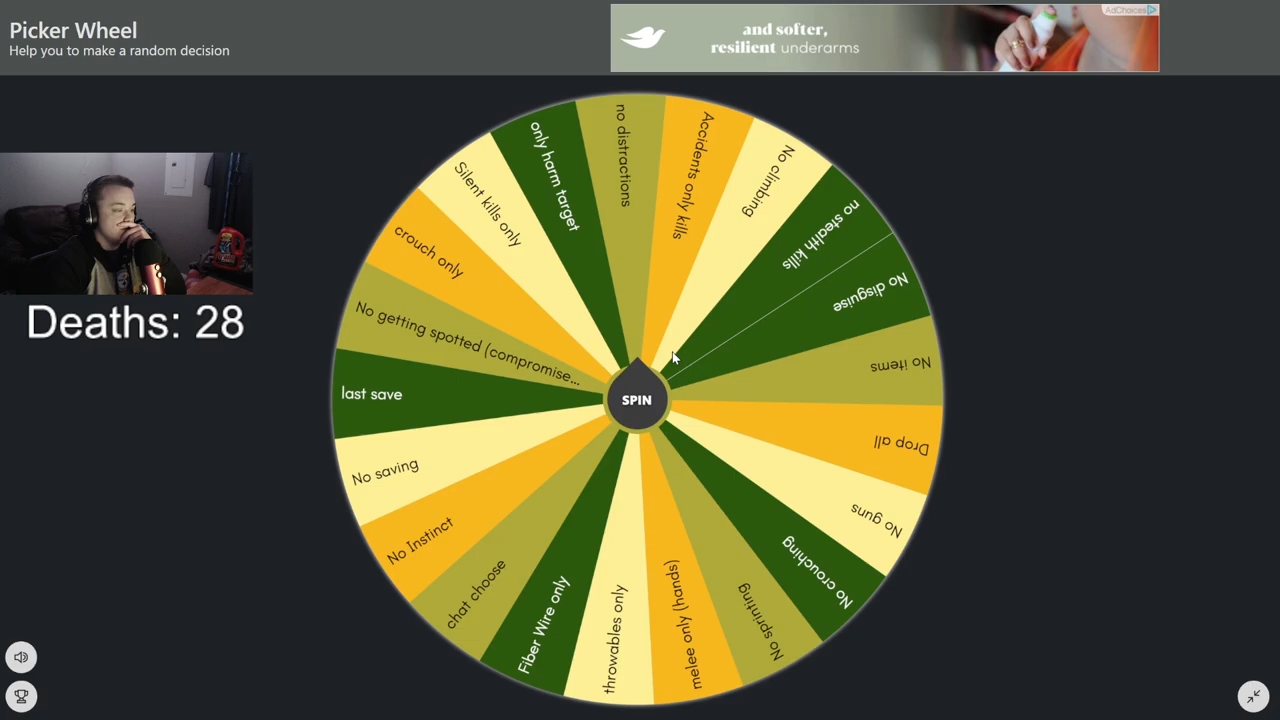 Picker Wheel
Help you to make a random decision
and softer,
resilient underarms
AdChoices
no distractions
Accidents only kills
No climbing
no stealth kills
No disguise
No items
Drop all
No guns
No crouching
No sprinting
melee only (hands)
throwables only
Fiber Wire only
chat choose
No Instinct
No saving
last save
No getting spotted (compromise...
crouch only
Silent kills only
only harm target
SPIN
Deaths: 28